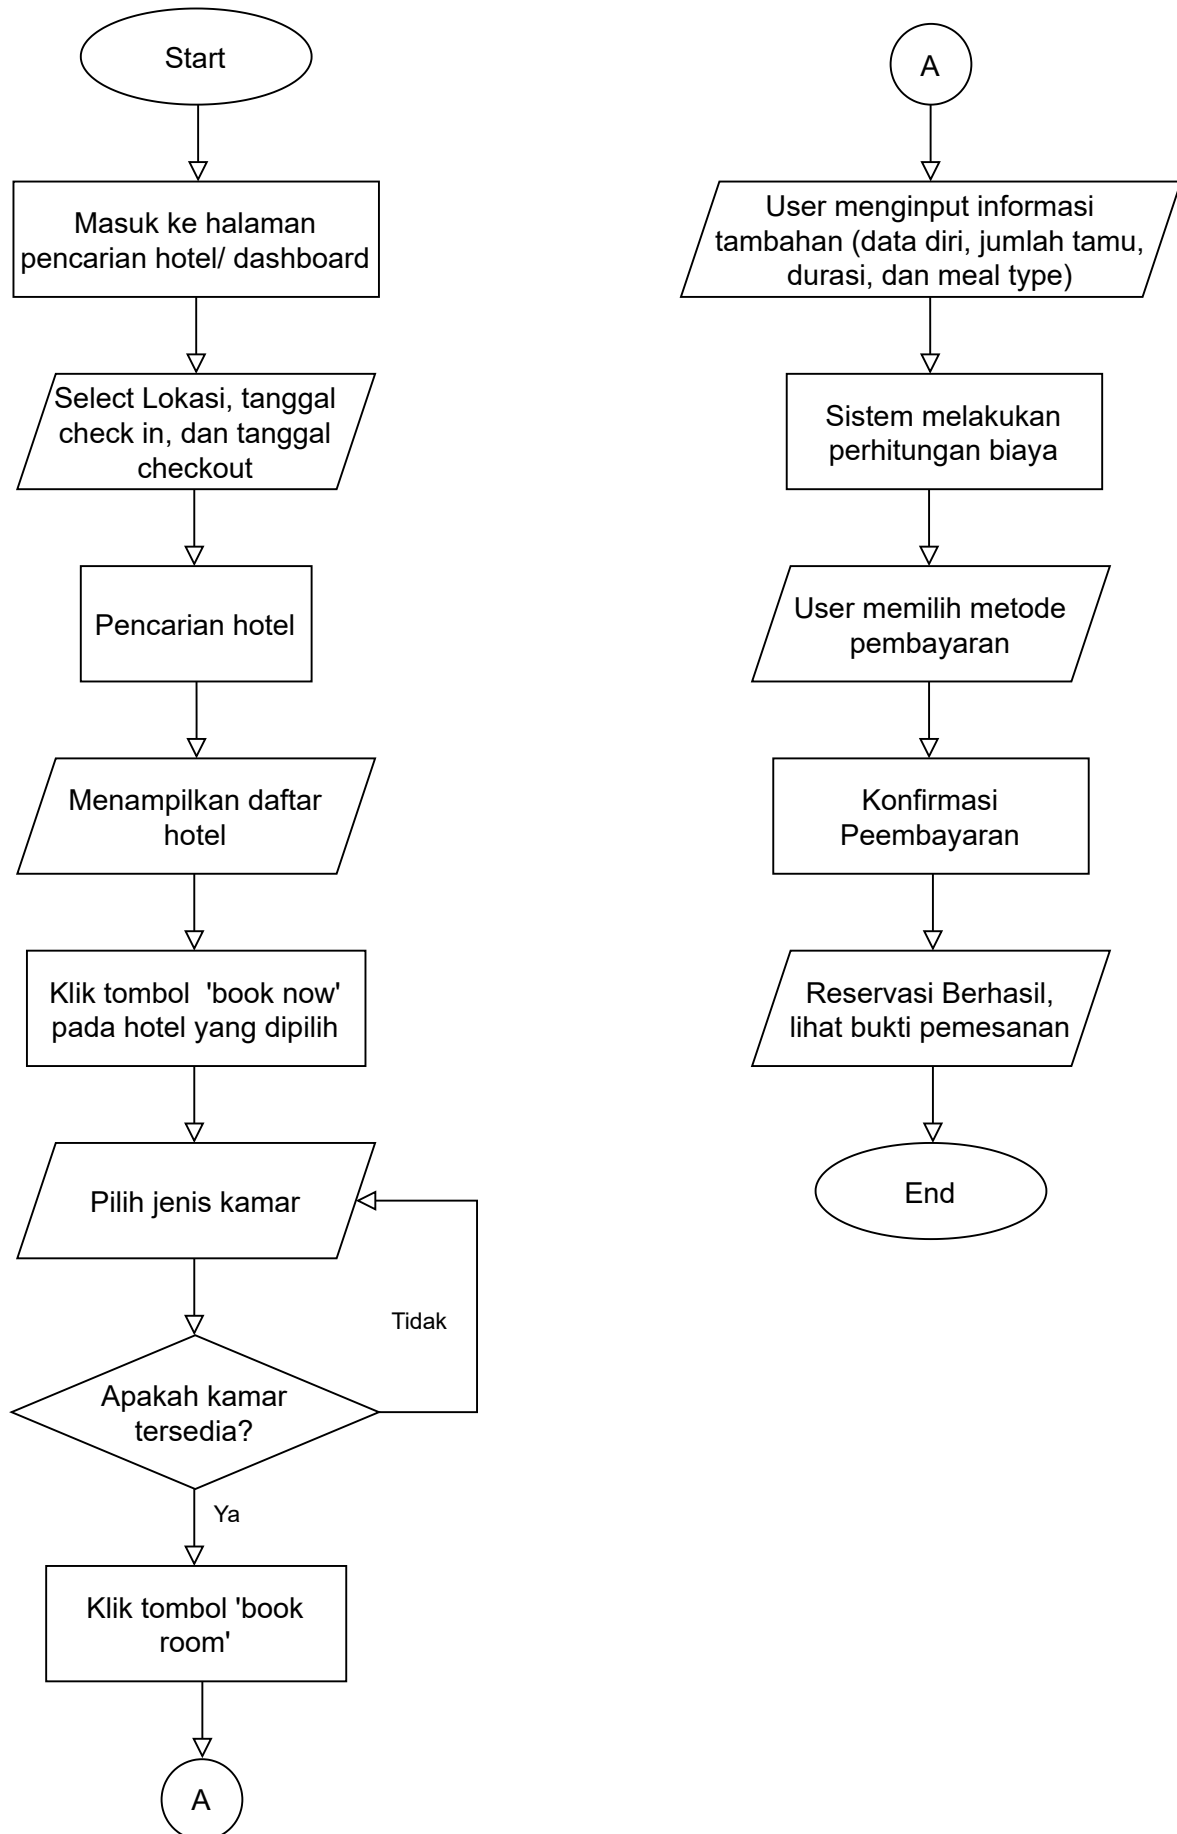 Start
Masuk ke halaman
pencarian hotel/ dashboard
Select Lokasi, tanggal
check in, dan tanggal
checkout
Pencarian hotel
Menampilkan daftar
hotel
Klik tombol  'book now'
pada hotel yang dipilih
Pilih jenis kamar
Tidak
Apakah kamar
tersedia?
Ya
Klik tombol 'book
room'
A
A
User menginput informasi
tambahan (data diri, jumlah tamu,
durasi, dan meal type)
Sistem melakukan
perhitungan biaya
User memilih metode
pembayaran
Konfirmasi
Peembayaran
Reservasi Berhasil,
lihat bukti pemesanan
End